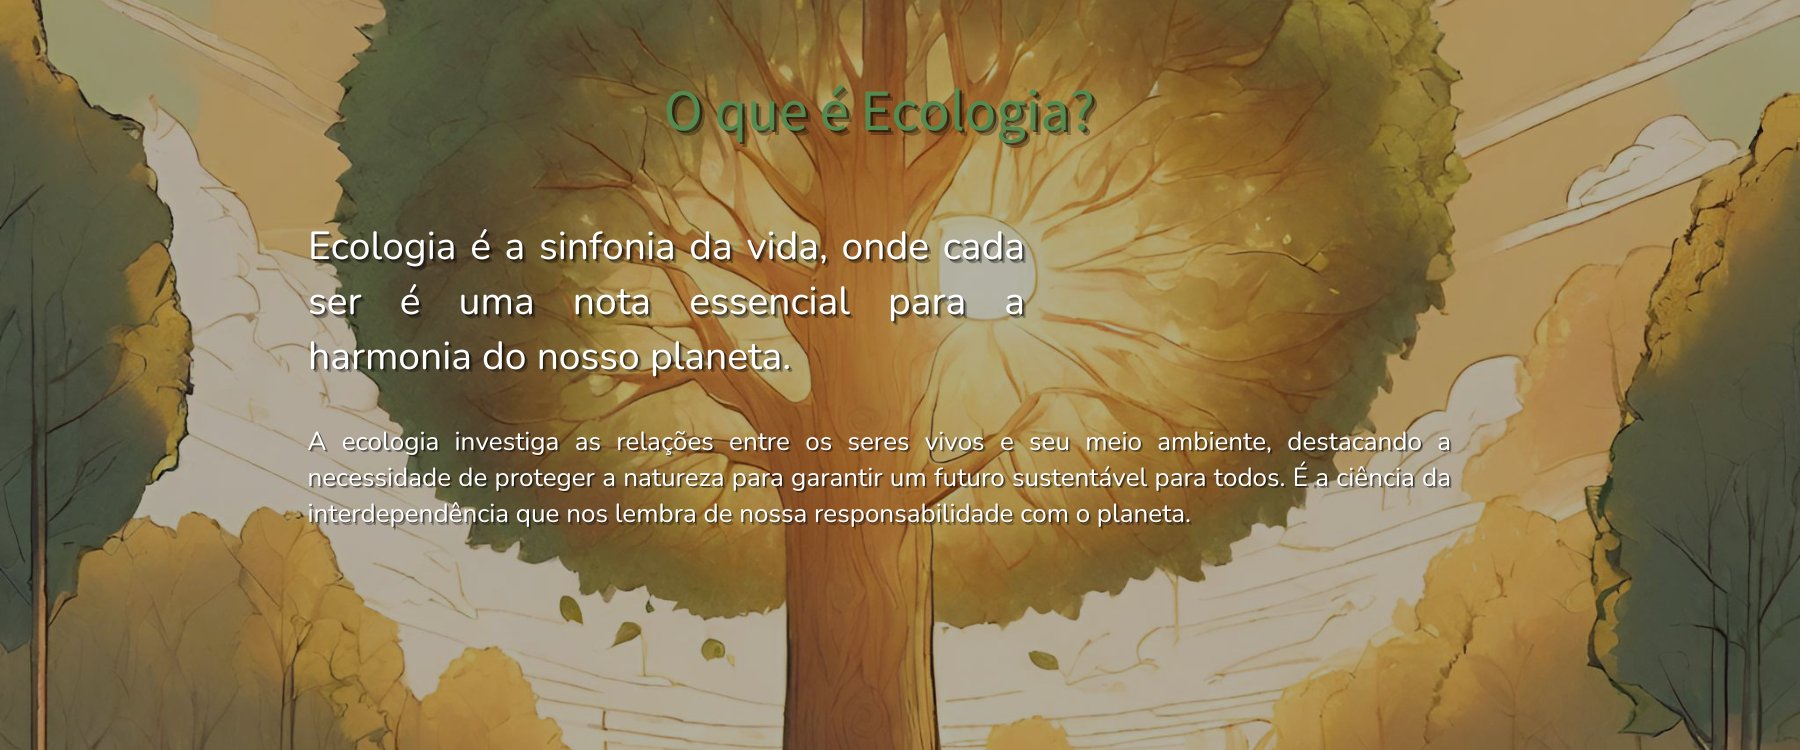 O que é Ecologia?
Ecologia é a sinfonia da vida, onde cada
ser é uma nota essencial para a
harmonia do nosso planeta.
A ecologia investiga as relações entre os seres vivos e seu meio ambiente, destacando a
necessidade de proteger a natureza para garantir um futuro sustentável para todos. É a ciência da
interdependência que nos lembra de nossa responsabilidade com o planeta.